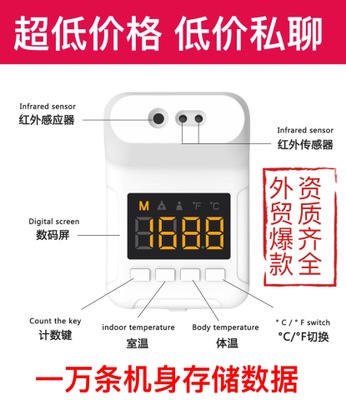 超低价格 低价私聊
Infrared sensor
红外感应器
Infrared sensor
红外传感器
资质齐全
外贸爆款
M °F °C
Digital screen
数码屏
1688
Count the key
计数键
indoor temperature
室温
Body temperature
体温
° C / ° F switch
°C/°F切换
一万条机身存储数据